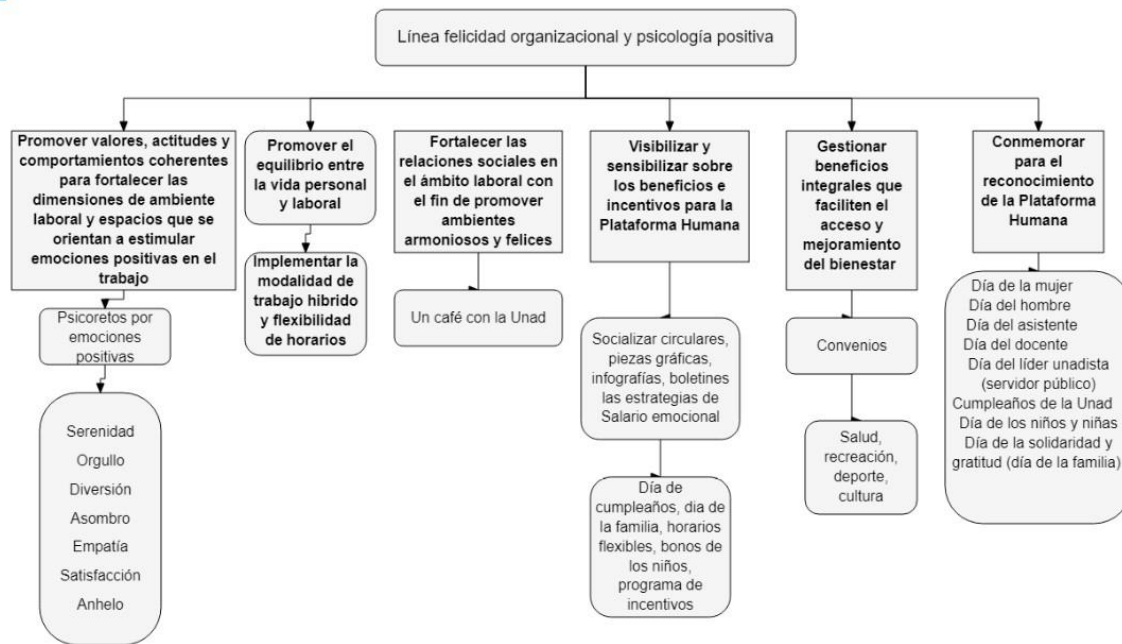 Línea felicidad organizacional y psicología positiva
Promover valores, actitudes y
comportamientos coherentes
para fortalecer las
dimensiones de ambiente
laboral y espacios que se
orientan a estimular
emociones positivas en el
trabajo
Psicoretos por
emociones
positivas
Serenidad
Orgullo
Diversión
Asombro
Empatía
Satisfacción
Anhelo
Promover el
equilibrio entre
la vida personal
y laboral
Implementar la
modalidad de
trabajo hibrido
y flexibilidad
de horarios
Fortalecer las
relaciones sociales en
el ámbito laboral con
el fin de promover
ambientes
armoniosos y felices
Un café con la Unad
Visibilizar y
sensibilizar sobre
los beneficios e
incentivos para la
Plataforma Humana
Socializar circulares,
piezas gráficas,
infografías, boletines
las estrategias de
Salario emocional
Día de
cumpleaños, dia de
la familia, horarios
flexibles, bonos de
los niños,
programa de
incentivos
Gestionar
beneficios
integrales que
faciliten el
acceso y
mejoramiento
del bienestar
Convenios
Salud,
recreación,
deporte,
cultura
Conmemorar
para el
reconocimiento
de la Plataforma
Humana
Día de la mujer
Día del hombre
Día del asistente
Día del docente
Día del líder unadista
(servidor público)
Cumpleaños de la Unad
Día de los niños y niñas
Día de la solidaridad y
gratitud (día de la familia)